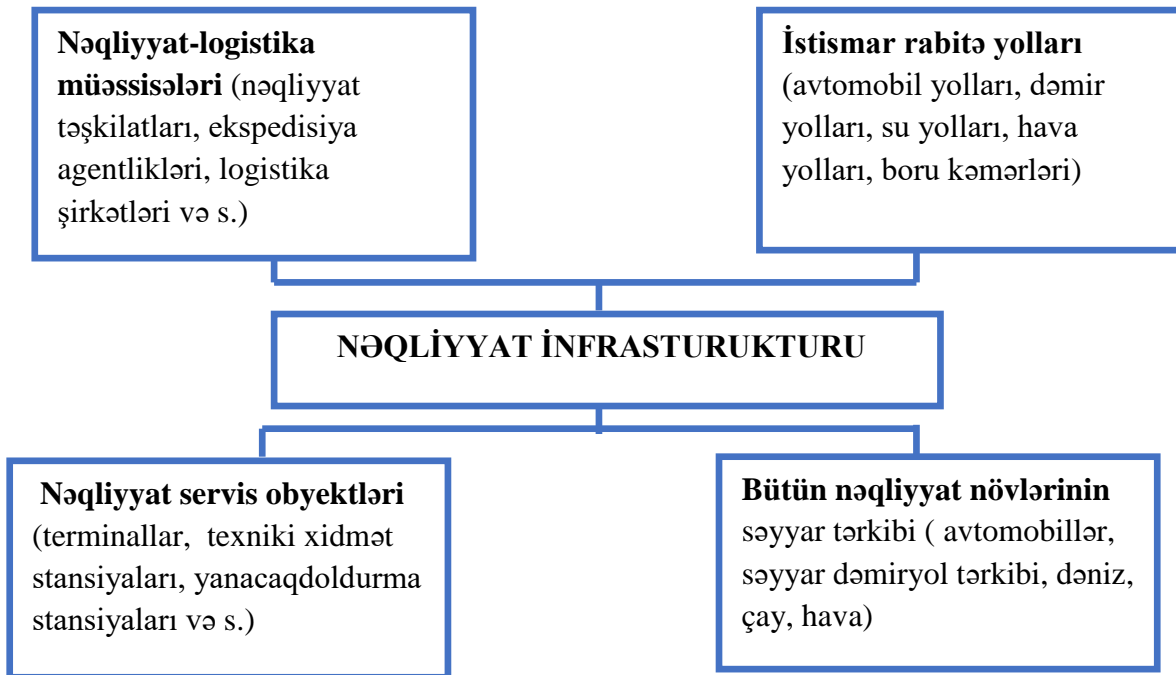 Nəqliyyat-logistika
müəssisələri (nəqliyyat
təşkilatları, ekspedisiya
agentlikləri, logistika
şirkətləri və s.)
İstismar rabitə yolları
(avtomobil yolları, dəmir
yolları, su yolları, hava
yolları, boru kəmərləri)
NƏQLİYYAT İNFRASTURUKTURU
Nəqliyyat servis obyektləri
(terminallar, texniki xidmət
stansiyaları, yanacaqdoldurma
stansiyaları və s.)
Bütün nəqliyyat növlərinin
səyyar tərkibi ( avtomobillər,
səyyar dəmiryol tərkibi, dəniz,
çay, hava)